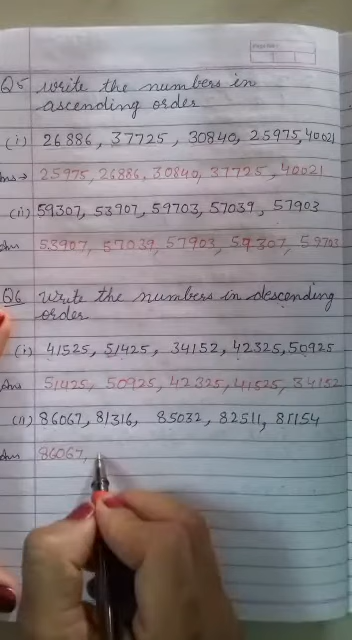 Q5 write the numbers in
ascending order
(i) 26886, 37725, 30840, 25975, 40021
Ans → 25975, 26886, 30840, 37725, 40021
(ii) 59307, 53907, 59703, 57039, 57903
Ans 53907, 57039, 57903, 59307, 59703
Q6 Write the numbers in descending
order
(i) 41525, 51425, 34152, 42325, 50925
Ans 51425, 50925, 42325, 41525, 34152
(ii) 86067, 81316, 85032, 82511, 81154
Ans 86067,